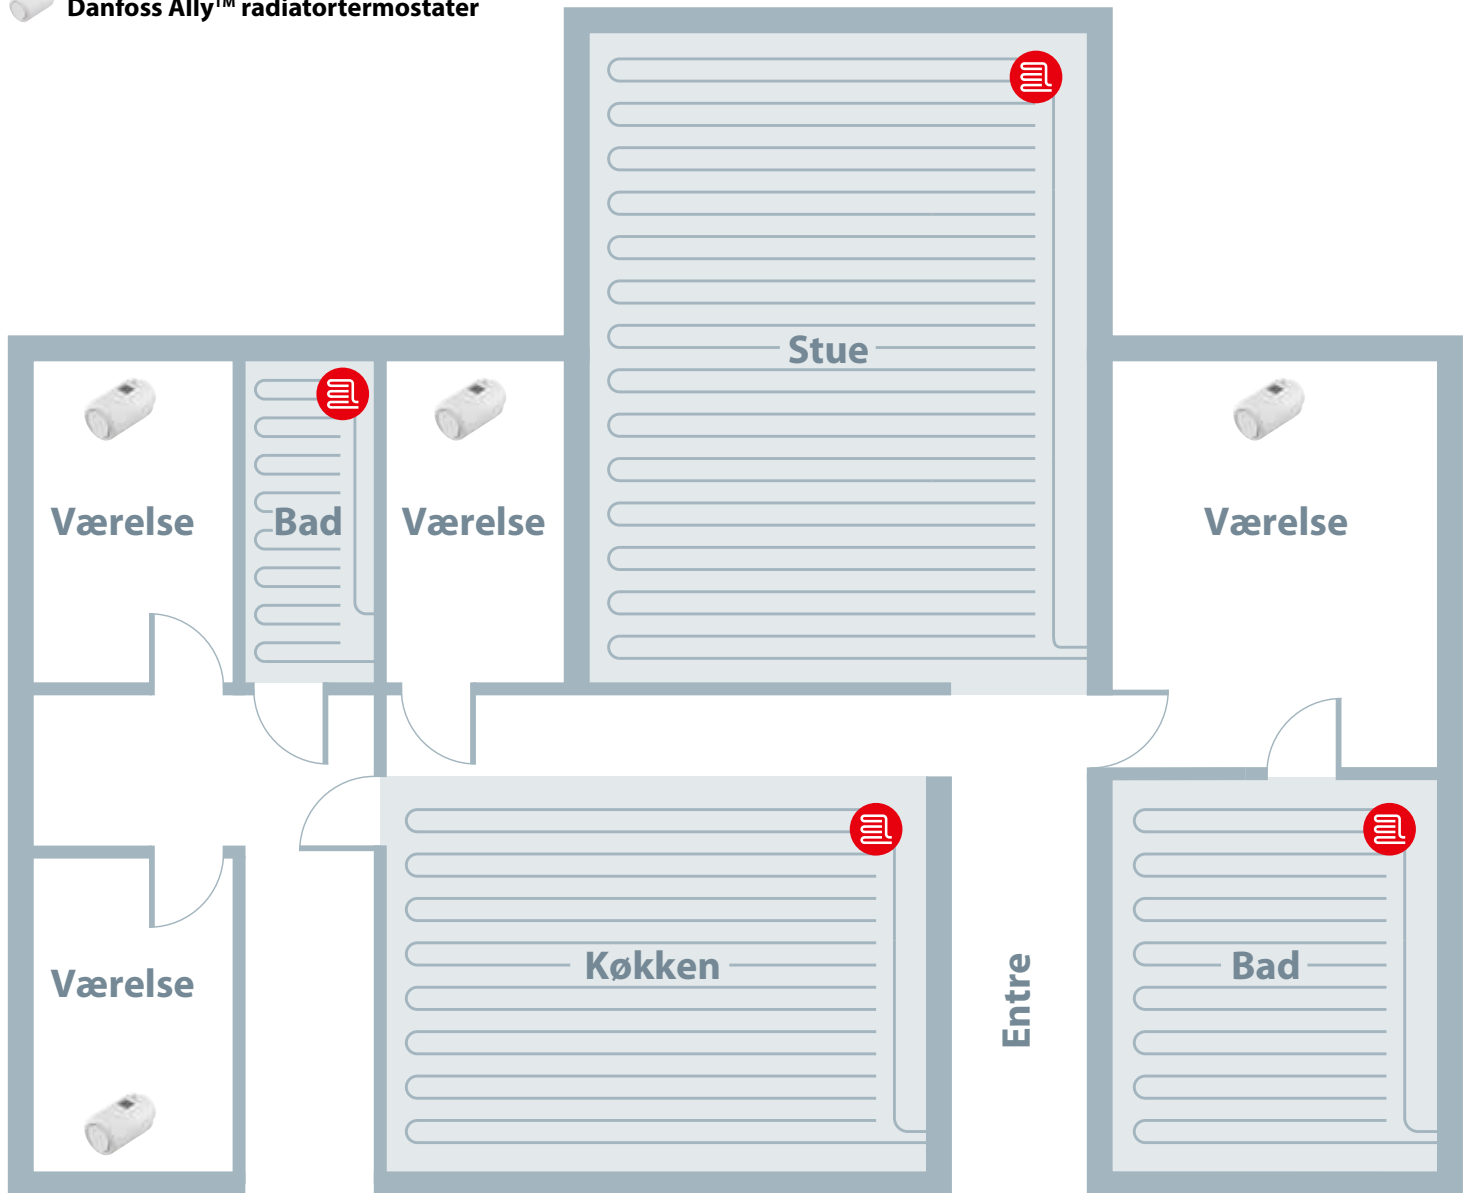 Danfoss Ally™ radiatortermostater
Stue
Værelse
Bad
Værelse
Værelse
Værelse
Køkken
Entre
Bad